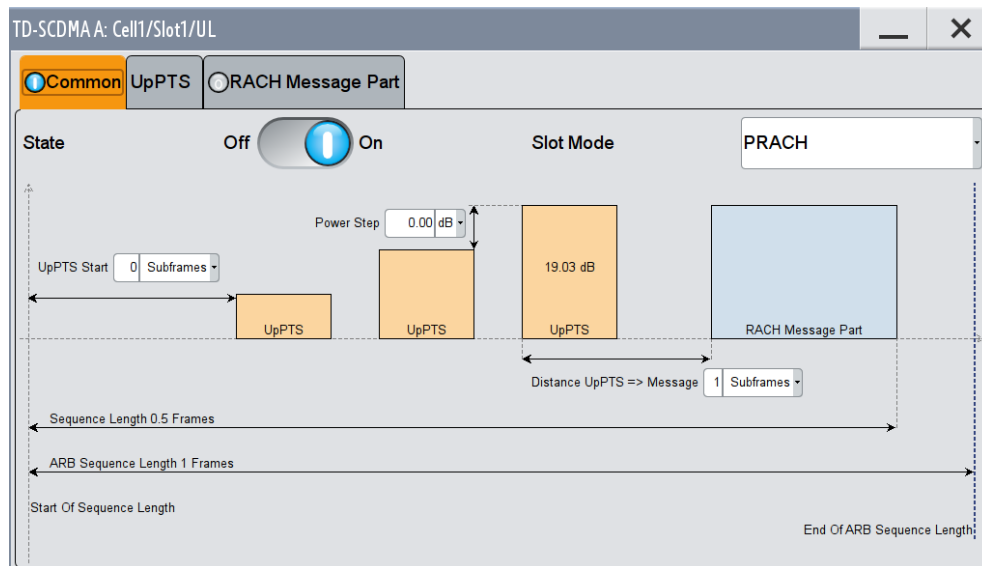 TD-SCDMA A: Cell1/Slot1/UL
Common UpPTS RACH Message Part
State Off On Slot Mode PRACH
Power Step 0.00 dB
UpPTS Start 0 Subframes
19.03 dB
UpPTS UpPTS UpPTS RACH Message Part
Distance UpPTS => Message 1 Subframes
Sequence Length 0.5 Frames
ARB Sequence Length 1 Frames
Start Of Sequence Length
End Of ARB Sequence Length